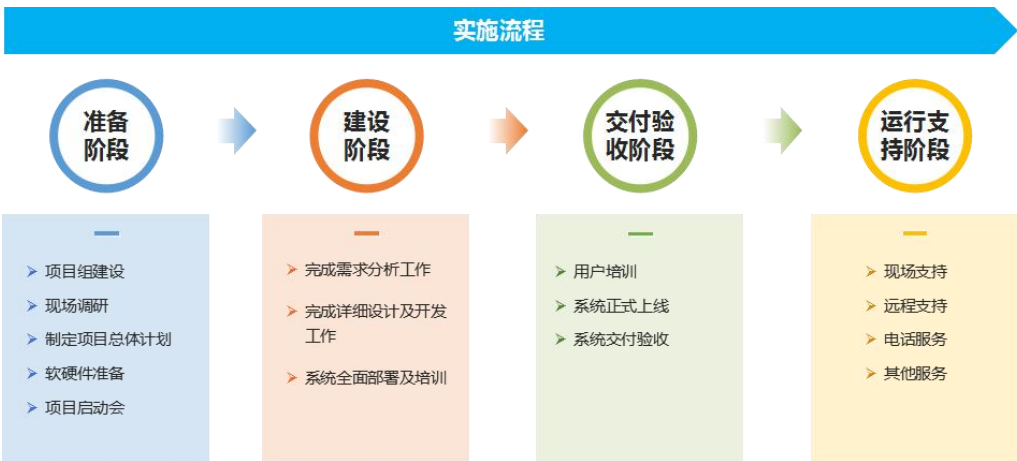 实施流程
准备
阶段
建设
阶段
交付验
收阶段
运行支
持阶段
项目组建设
现场调研
制定项目总体计划
软硬件准备
项目启动会
完成需求分析工作
完成详细设计及开发
工作
系统全面部署及培训
用户培训
系统正式上线
系统交付验收
现场支持
远程支持
电话服务
其他服务